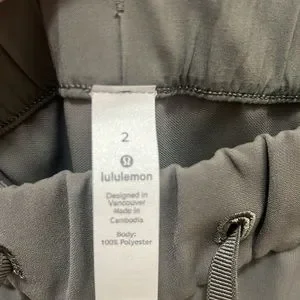 2
lululemon
Designed in
Vancouver
Made in
Cambodia
Body:
100% Polyester